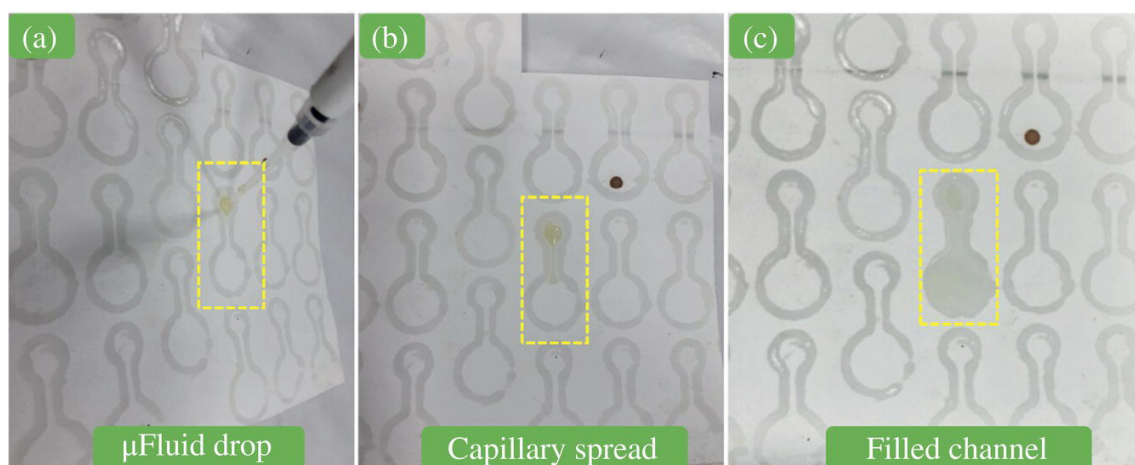 (a)
(b)
(c)
μFluid drop
Capillary spread
Filled channel